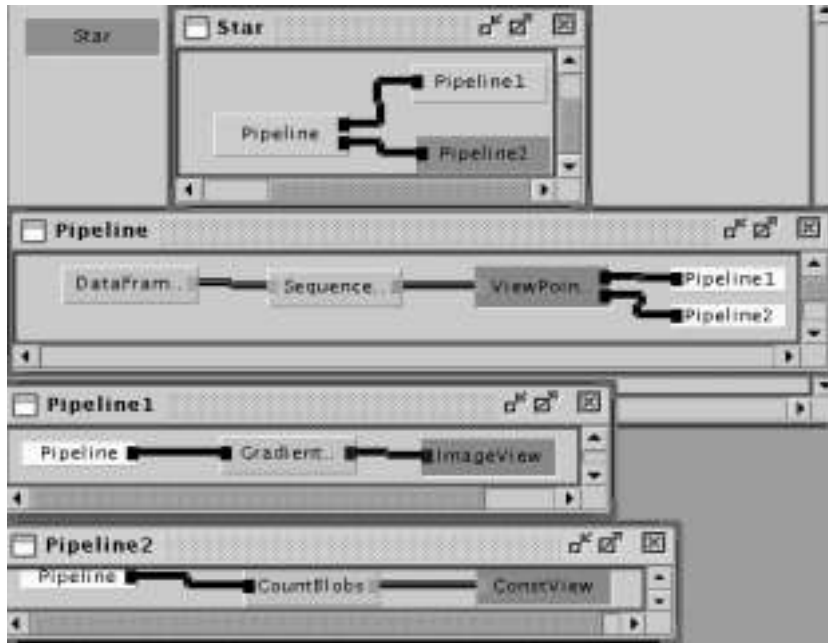 Star
Star
Pipeline1
Pipeline
Pipeline2
Pipeline
DataFram..
Sequence..
ViewPoin..
Pipeline1
Pipeline2
Pipeline1
Pipeline
Gradient..
ImageView
Pipeline2
Pipeline
CountBlobs
ConstView